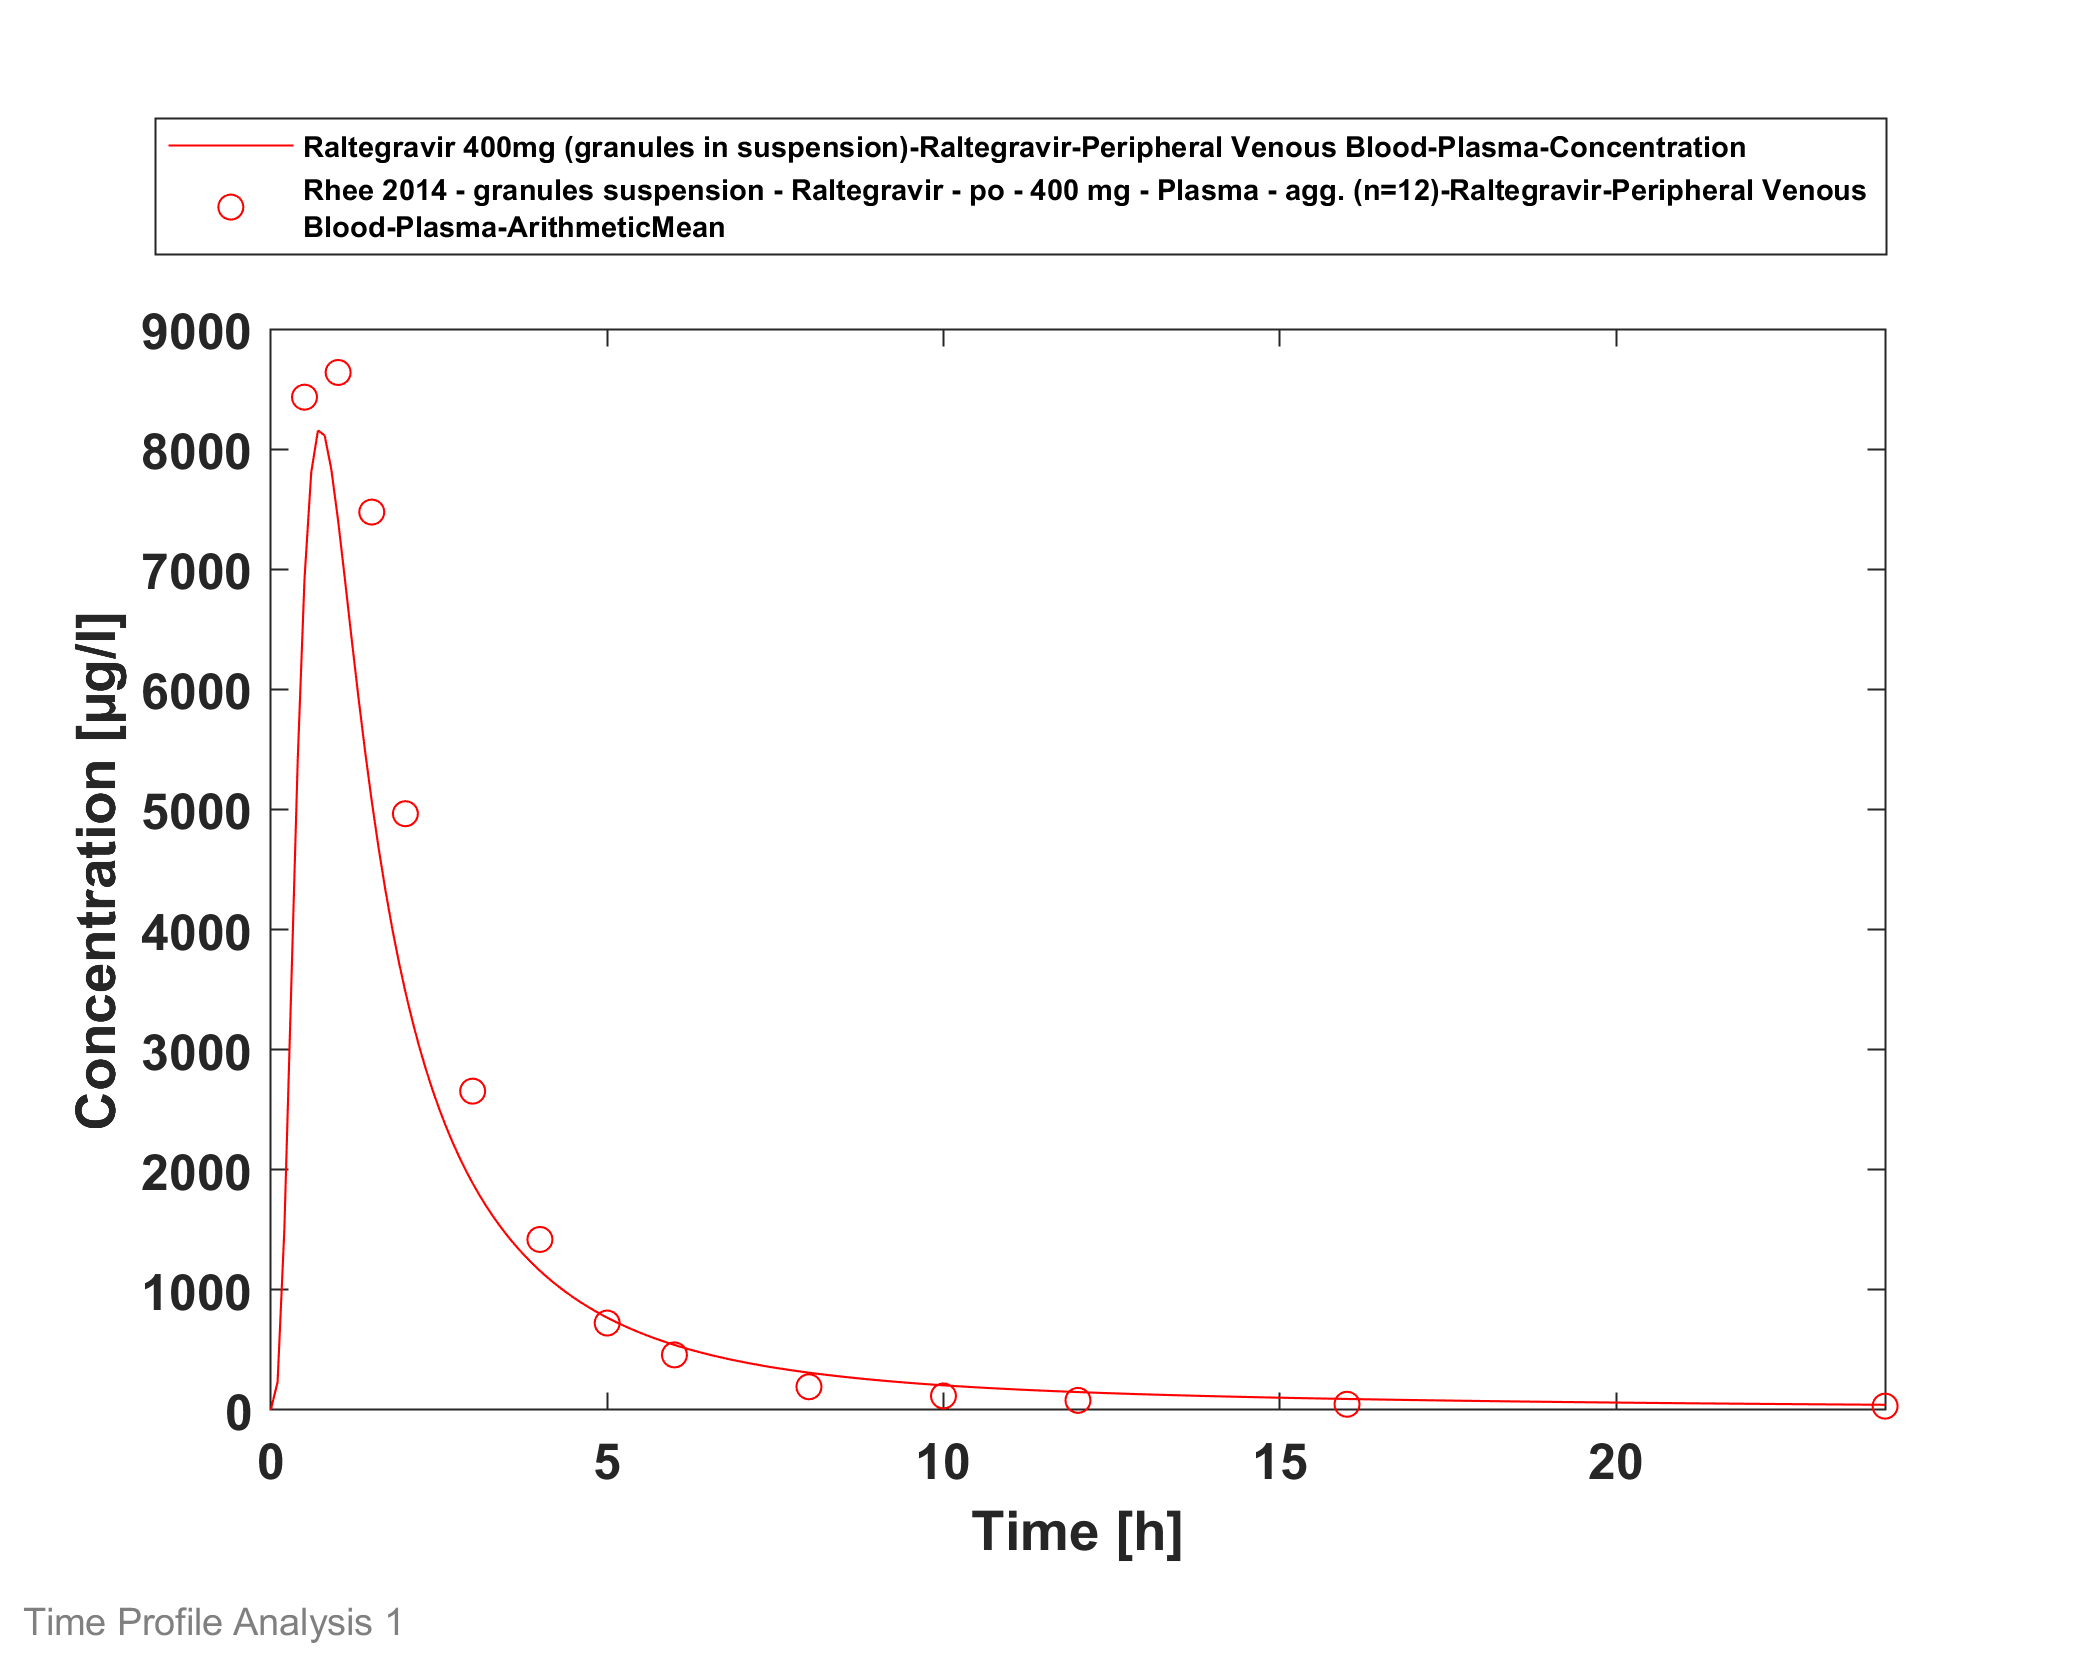 Raltegravir 400mg (granules in suspension)-Raltegravir-Peripheral Venous Blood-Plasma-Concentration
Rhee 2014 - granules suspension - Raltegravir - po - 400 mg - Plasma - agg. (n=12)-Raltegravir-Peripheral Venous
Blood-Plasma-ArithmeticMean
9000
8000
7000
6000
5000
4000
3000
2000
1000
0
Concentration [µg/l]
0 5 10 15 20
Time [h]
Time Profile Analysis 1